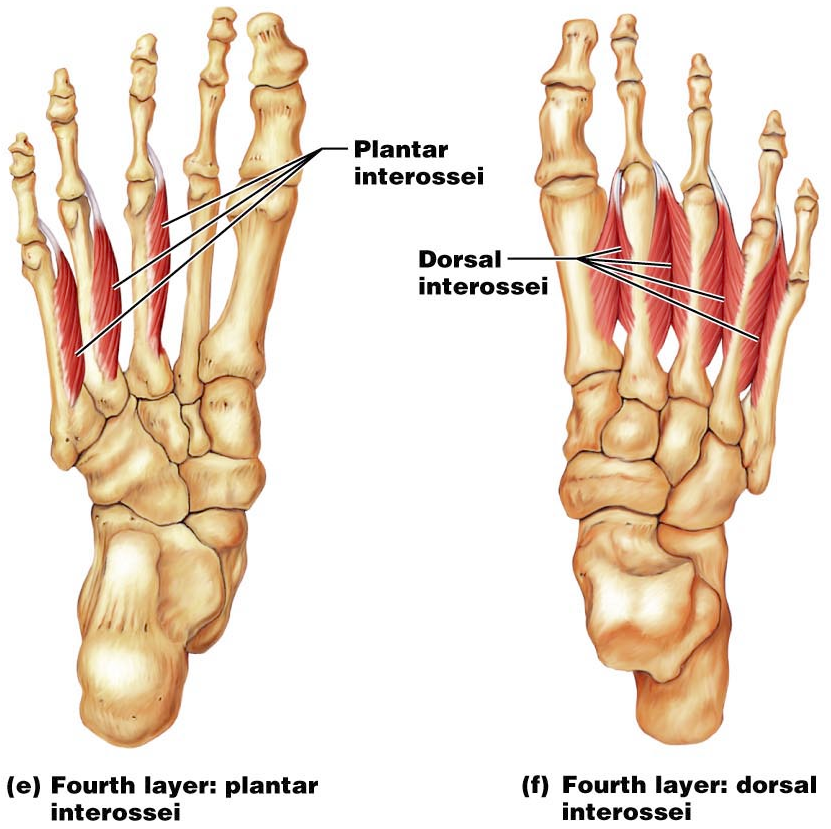 Plantar
interossei
Dorsal
interossei
(e) Fourth layer: plantar
interossei
(f) Fourth layer: dorsal
interossei